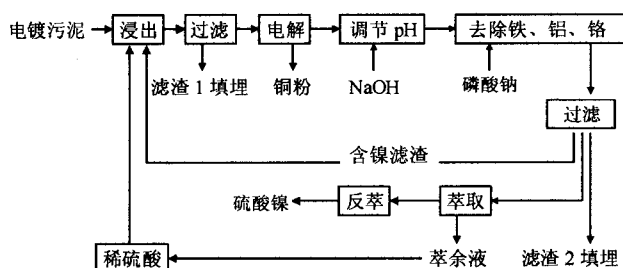 电镀污泥 浸出 过滤 电解 调节 pH 去除铁、铝、铬
滤渣 1 填埋 铜粉 NaOH 磷酸钠
过滤
含镍滤渣
硫酸镍 反萃 萃取
稀硫酸 萃余液 滤渣 2 填埋